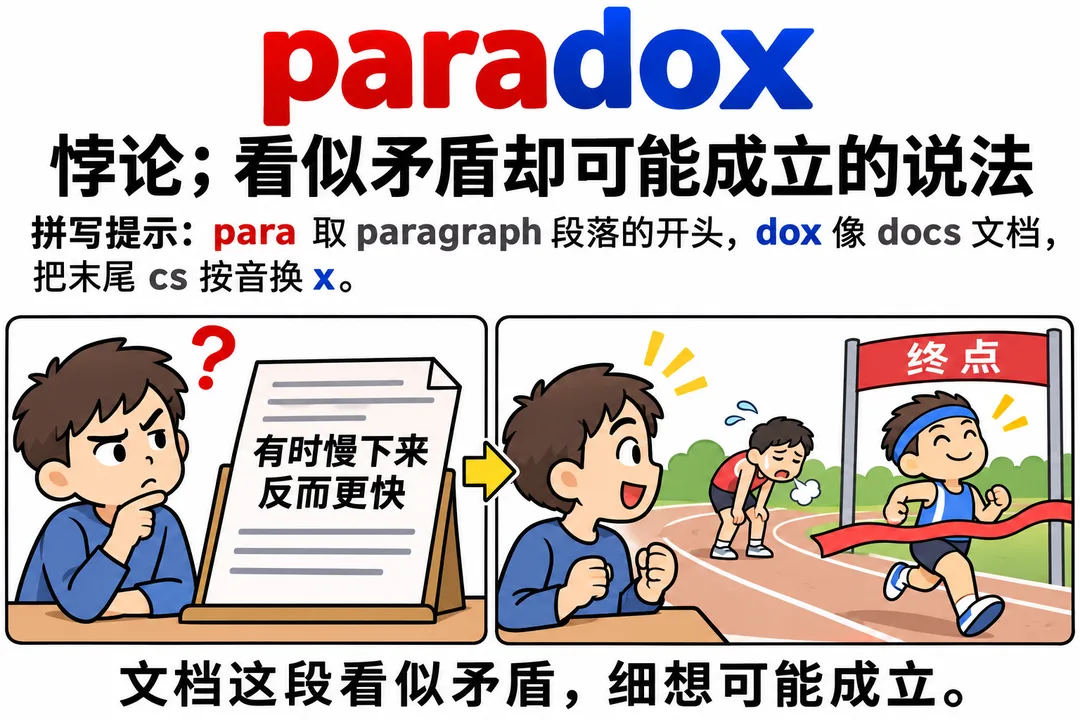 paradox
悖论；看似矛盾却可能成立的说法
拼写提示：para 取 paragraph 段落的开头，dox 像 docs 文档，
把末尾 cs 按音换 x。
?
有时慢下来
反而更快
终点
文档这段看似矛盾，细想可能成立。